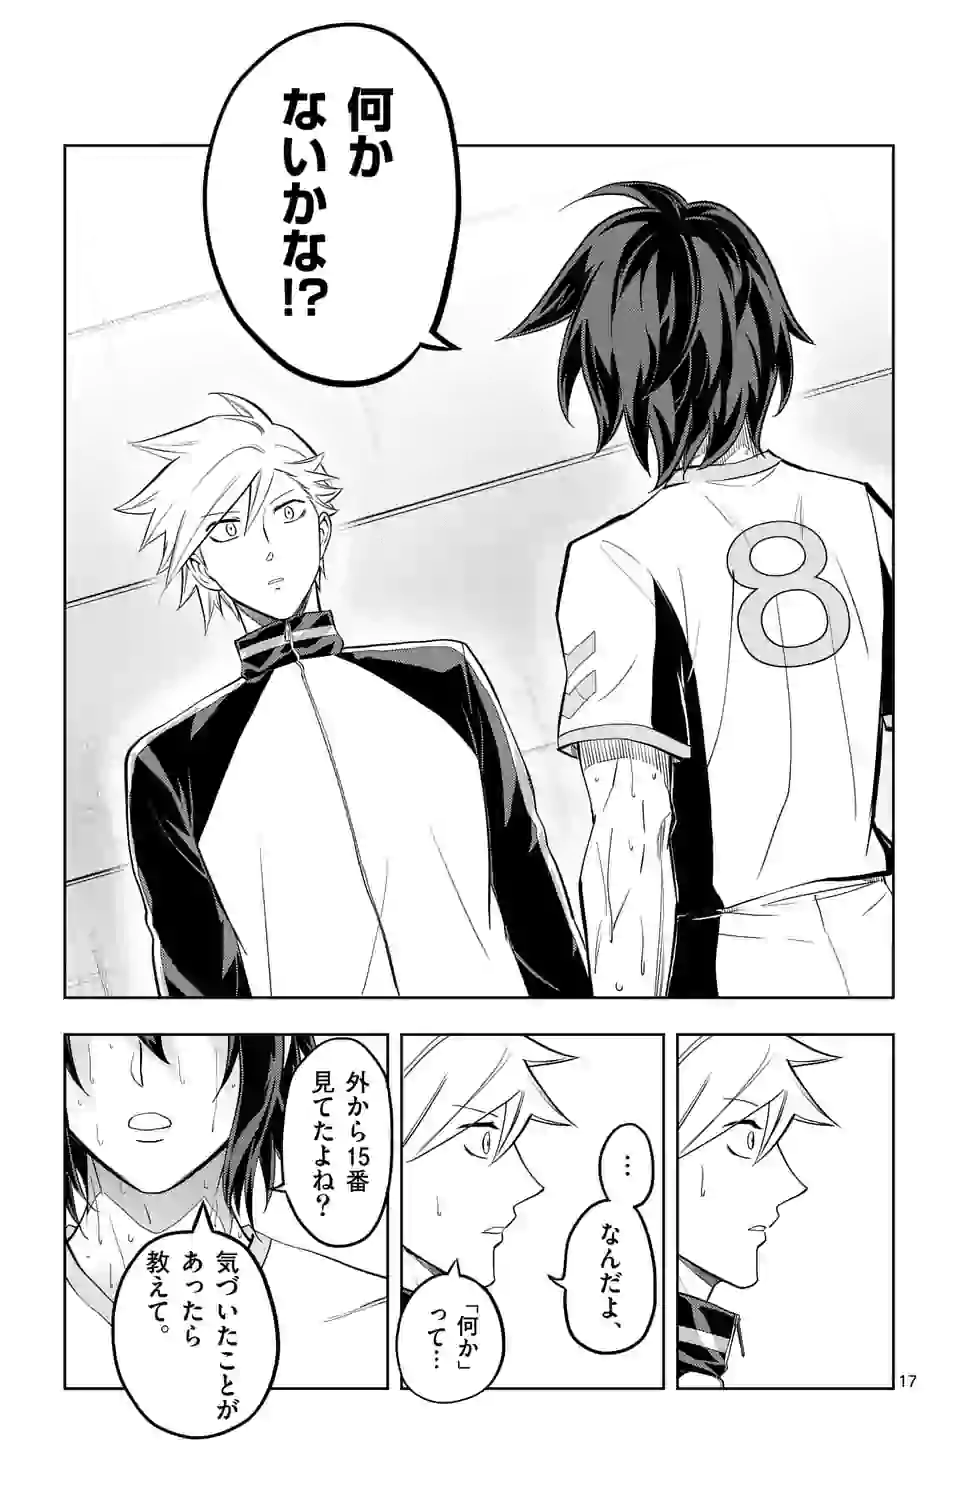 何か
ないかな!?
…
なんだよ、
「何か」
って…
外から15番
見てたよね？
気づいたことが
あったら
教えて。
8
17